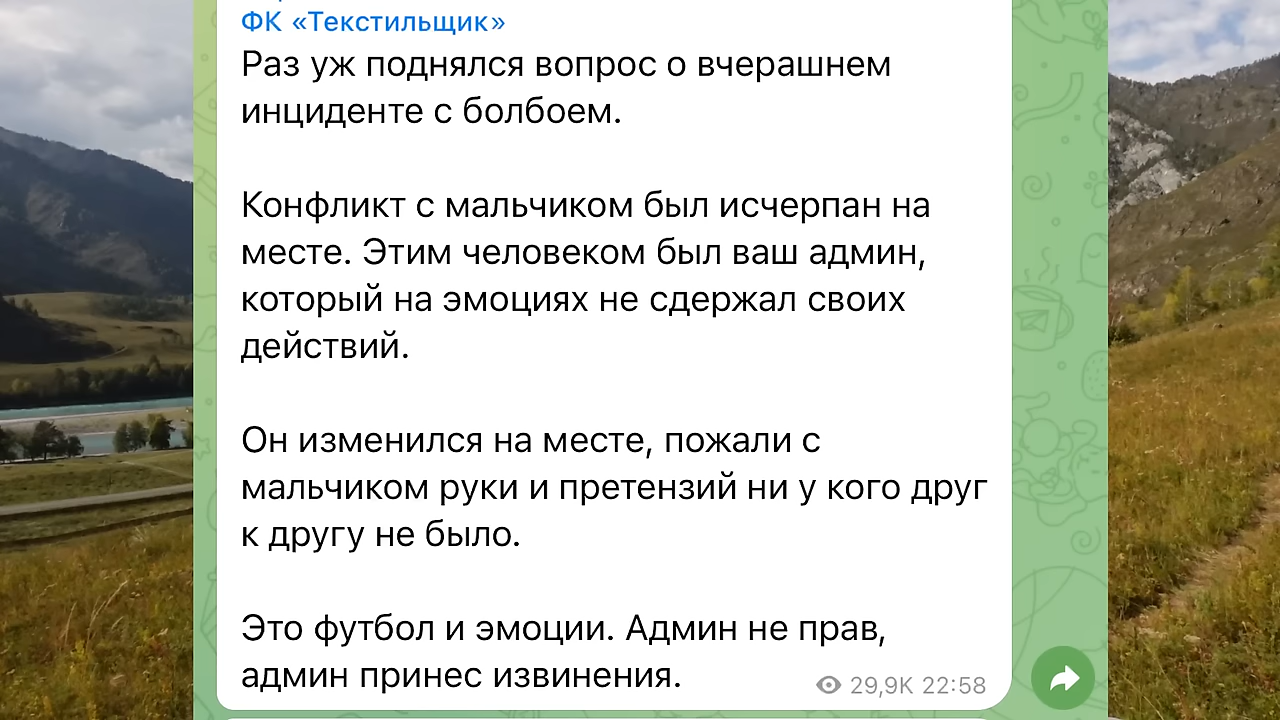 ФК «Текстильщик»
Раз уж поднялся вопрос о вчерашнем
инциденте с болбоем.
Конфликт с мальчиком был исчерпан на
месте. Этим человеком был ваш админ,
который на эмоциях не сдержал своих
действий.
Он изменился на месте, пожали с
мальчиком руки и претензий ни у кого друг
к другу не было.
Это футбол и эмоции. Админ не прав,
админ принес извинения.
29,9K 22:58